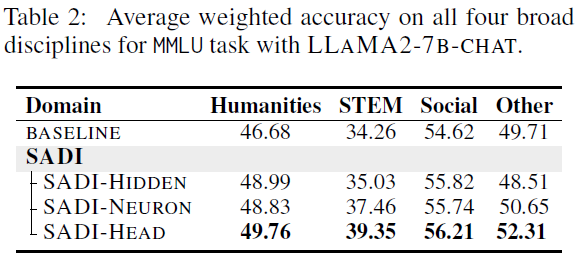 Table 2: Average weighted accuracy on all four broad
disciplines for MMLU task with LLAMA2-7B-CHAT.
Domain Humanities STEM Social Other
BASELINE 46.68 34.26 54.62 49.71
SADI
SADI-HIDDEN 48.99 35.03 55.82 48.51
SADI-NEURON 48.83 37.46 55.74 50.65
SADI-HEAD 49.76 39.35 56.21 52.31